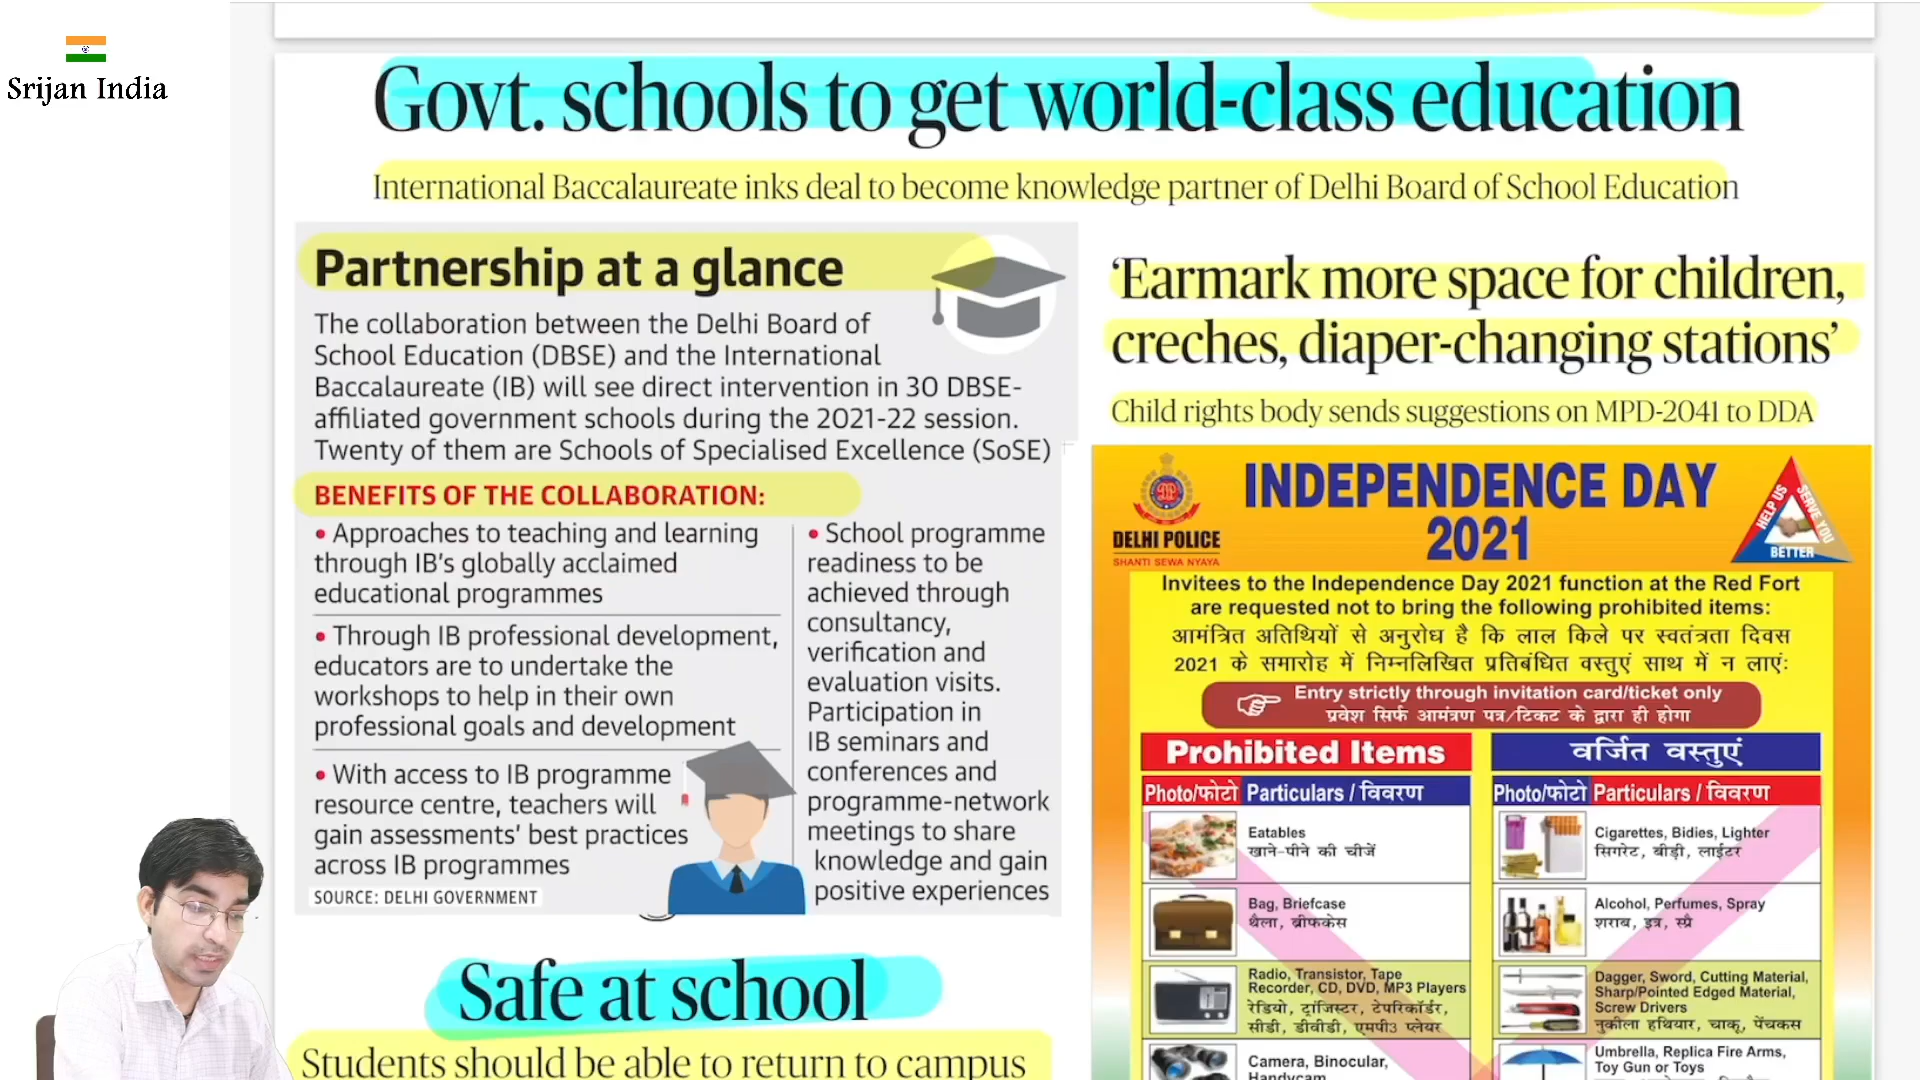 Srijan India
Govt. schools to get world-class education
International Baccalaureate inks deal to become knowledge partner of Delhi Board of School Education
Partnership at a glance
The collaboration between the Delhi Board of
School Education (DBSE) and the International
Baccalaureate (IB) will see direct intervention in 30 DBSE-
affiliated government schools during the 2021-22 session.
Twenty of them are Schools of Specialised Excellence (SoSE)
BENEFITS OF THE COLLABORATION:
• Approaches to teaching and learning
through IB's globally acclaimed
educational programmes
• Through IB professional development,
educators are to undertake the
workshops to help in their own
professional goals and development
• With access to IB programme
resource centre, teachers will
gain assessments' best practices
across IB programmes
SOURCE: DELHI GOVERNMENT
• School programme
readiness to be
achieved through
consultancy,
verification and
evaluation visits.
Participation in
IB seminars and
conferences and
programme-network
meetings to share
knowledge and gain
positive experiences
Safe at school
Students should be able to return to campus
‘Earmark more space for children,
creches, diaper-changing stations’
Child rights body sends suggestions on MPD-2041 to DDA
DELHI POLICE
SHANTI SEWA NYAYA
INDEPENDENCE DAY
2021
HELP US
SERVE YOU
BETTER
Invitees to the Independence Day 2021 function at the Red Fort
are requested not to bring the following prohibited items:
आमंत्रित अतिथियों से अनुरोध है कि लाल किले पर स्वतंत्रता दिवस
2021 के समारोह में निम्नलिखित प्रतिबंधित वस्तुएं साथ में न लाएं:
Entry strictly through invitation card/ticket only
प्रवेश सिर्फ आमंत्रण पत्र/टिकट के द्वारा ही होगा
Prohibited Items
Photo/फोटो Particulars / विवरण
Eatables
खाने-पीने की चीजें
Bag, Briefcase
थैला, ब्रीफकेस
Radio, Transistor, Tape
Recorder, CD, DVD, MP3 Players
रेडियो, ट्रांजिस्टर, टेपरिकॉर्डर,
सीडी, डीवीडी, एमपी3 प्लेयर
Camera, Binocular,
Handycam
वर्जित वस्तुएं
Photo/फोटो Particulars / विवरण
Cigarettes, Bidies, Lighter
सिगरेट, बीड़ी, लाईटर
Alcohol, Perfumes, Spray
शराब, इत्र, स्प्रै
Dagger, Sword, Cutting Material,
Sharp/Pointed Edged Material,
Screw Drivers
नुकीला हथियार, चाकू, पेंचकस
Umbrella, Replica Fire Arms,
Toy Gun or Toys